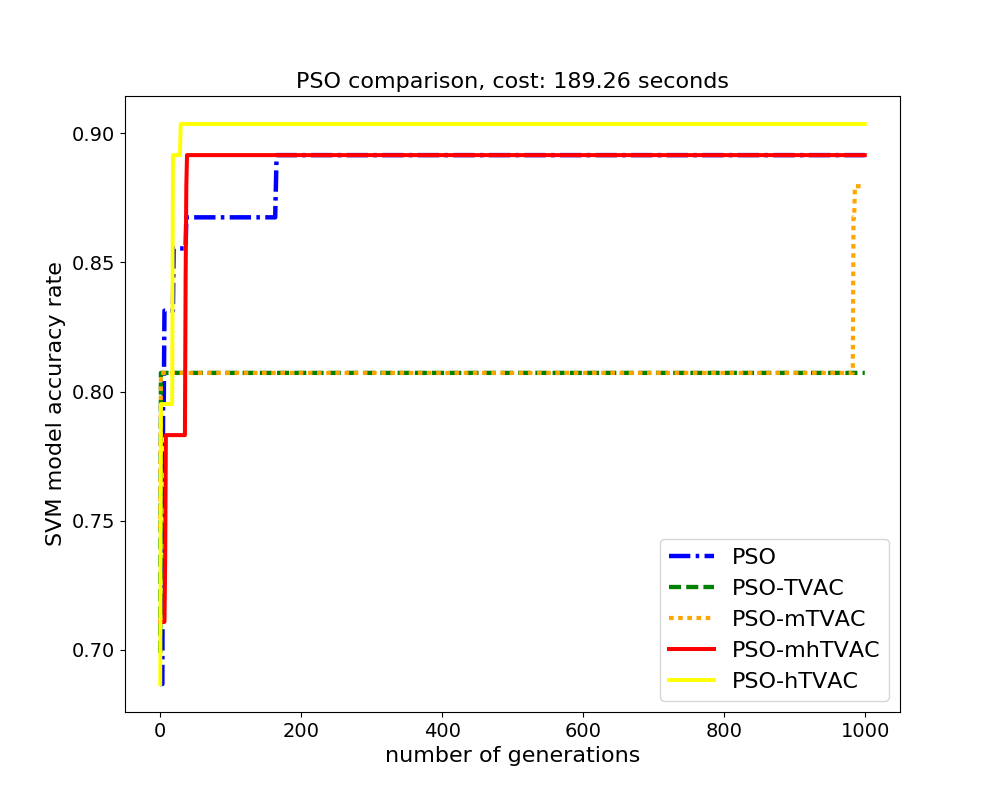 PSO comparison, cost: 189.26 seconds
0.90
0.85
0.80
0.75
0.70
SVM model accuracy rate
0 200 400 600 800 1000
number of generations
PSO
PSO-TVAC
PSO-mTVAC
PSO-mhTVAC
PSO-hTVAC